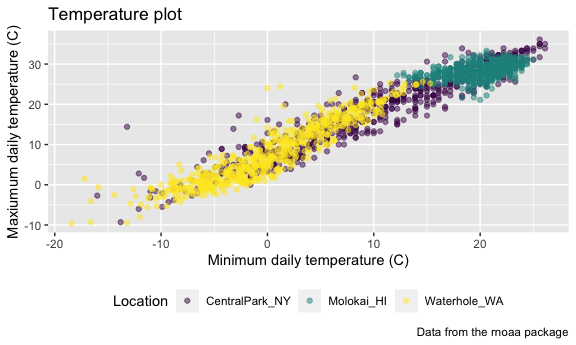 Temperature plot
Maxiumum daily temperature (C)
30
20
10
0
-10
-20
-10
0
10
20
Minimum daily temperature (C)
Location
CentralPark_NY
Molokai_HI
Waterhole_WA
Data from the rnoaa package